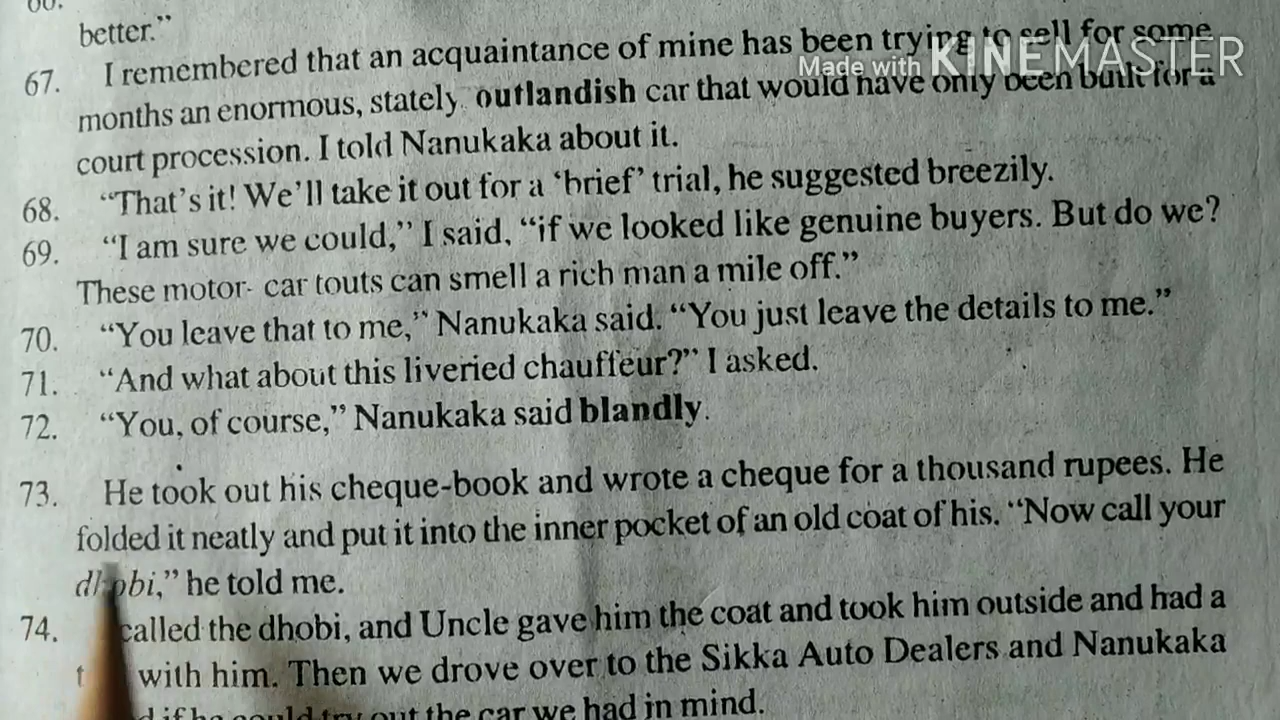 better.”
67. I remembered that an acquaintance of mine has been trying to sell for some
months an enormous, stately outlandish car that would have only been built for a
court procession. I told Nanukaka about it.
68. “That’s it! We’ll take it out for a ‘brief’ trial, he suggested breezily.
69. “I am sure we could,” I said, “if we looked like genuine buyers. But do we?
These motor- car touts can smell a rich man a mile off.”
70. “You leave that to me,” Nanukaka said. “You just leave the details to me.”
71. “And what about this liveried chauffeur?” I asked.
72. “You, of course,” Nanukaka said blandly.
73. He took out his cheque-book and wrote a cheque for a thousand rupees. He
folded it neatly and put it into the inner pocket of an old coat of his. “Now call your
dhobi,” he told me.
74. called the dhobi, and Uncle gave him the coat and took him outside and had a
with him. Then we drove over to the Sikka Auto Dealers and Nanukaka
if he could try out the car we had in mind.
Made with KINEMASTER